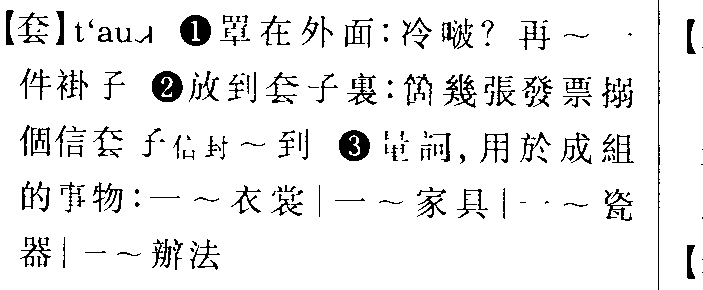 【套】tʻau˩ ❶罩在外面：冷啵？再～一
件褂子 ❷放到套子裏：箇幾張發票搦
個信套子信封～到 ❸量詞，用於成組
的事物：一～衣裳｜一～家具｜一～瓷
器｜一～辦法